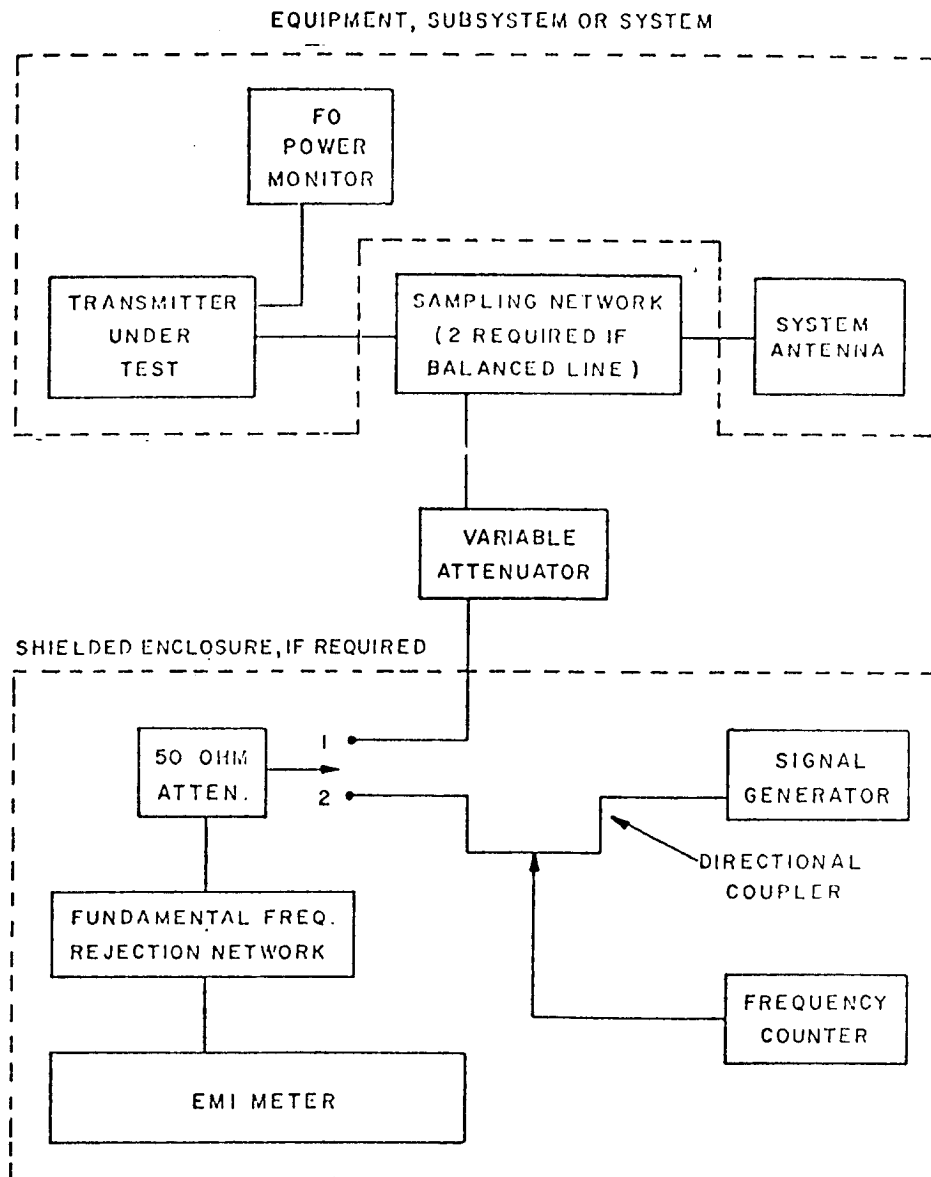 EQUIPMENT, SUBSYSTEM OR SYSTEM
FO
POWER
MONITOR
TRANSMITTER
UNDER
TEST
SAMPLING NETWORK
(2 REQUIRED IF
BALANCED LINE)
SYSTEM
ANTENNA
VARIABLE
ATTENUATOR
SHIELDED ENCLOSURE, IF REQUIRED
50 OHM
ATTEN.
1
2
SIGNAL
GENERATOR
DIRECTIONAL
COUPLER
FUNDAMENTAL FREQ.
REJECTION NETWORK
FREQUENCY
COUNTER
EMI METER